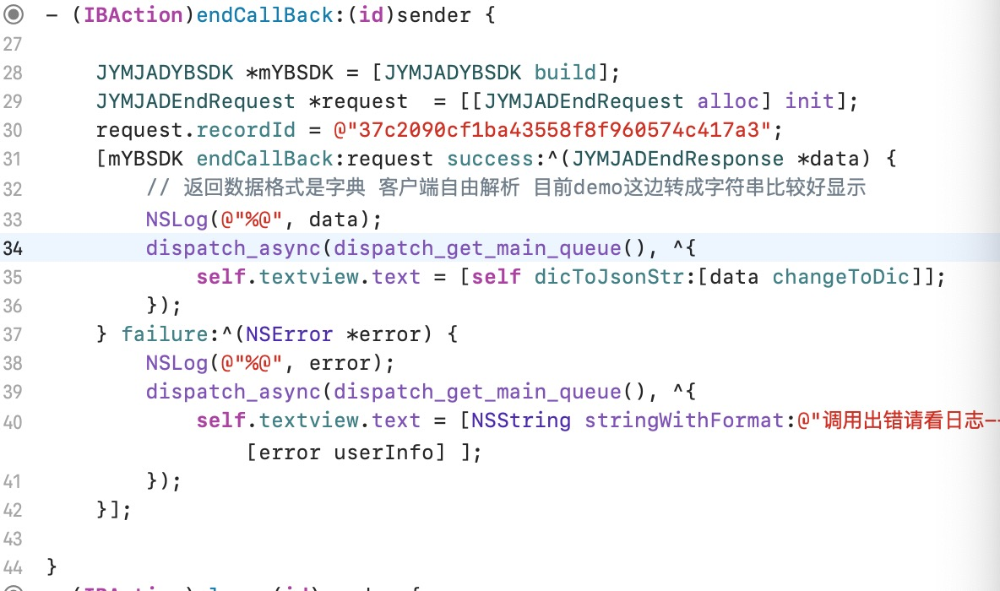 - (IBAction)endCallBack:(id)sender {
27
28 JYMJADYBSDK *mYBSDK = [JYMJADYBSDK build];
29 JYMJADEndRequest *request  = [[JYMJADEndRequest alloc] init];
30 request.recordId = @"37c2090cf1ba43558f8f960574c417a3";
31 [mYBSDK endCallBack:request success:^(JYMJADEndResponse *data) {
32 // 返回数据格式是字典 客户端自由解析 目前demo这边转成字符串比较好显示
33 NSLog(@"%@", data);
34 dispatch_async(dispatch_get_main_queue(), ^{
35 self.textview.text = [self dicToJsonStr:[data changeToDic]];
36 });
37 } failure:^(NSError *error) {
38 NSLog(@"%@", error);
39 dispatch_async(dispatch_get_main_queue(), ^{
40 self.textview.text = [NSString stringWithFormat:@"调用出错请看日志-
[error userInfo] ];
41 });
42 }];
43
44 }